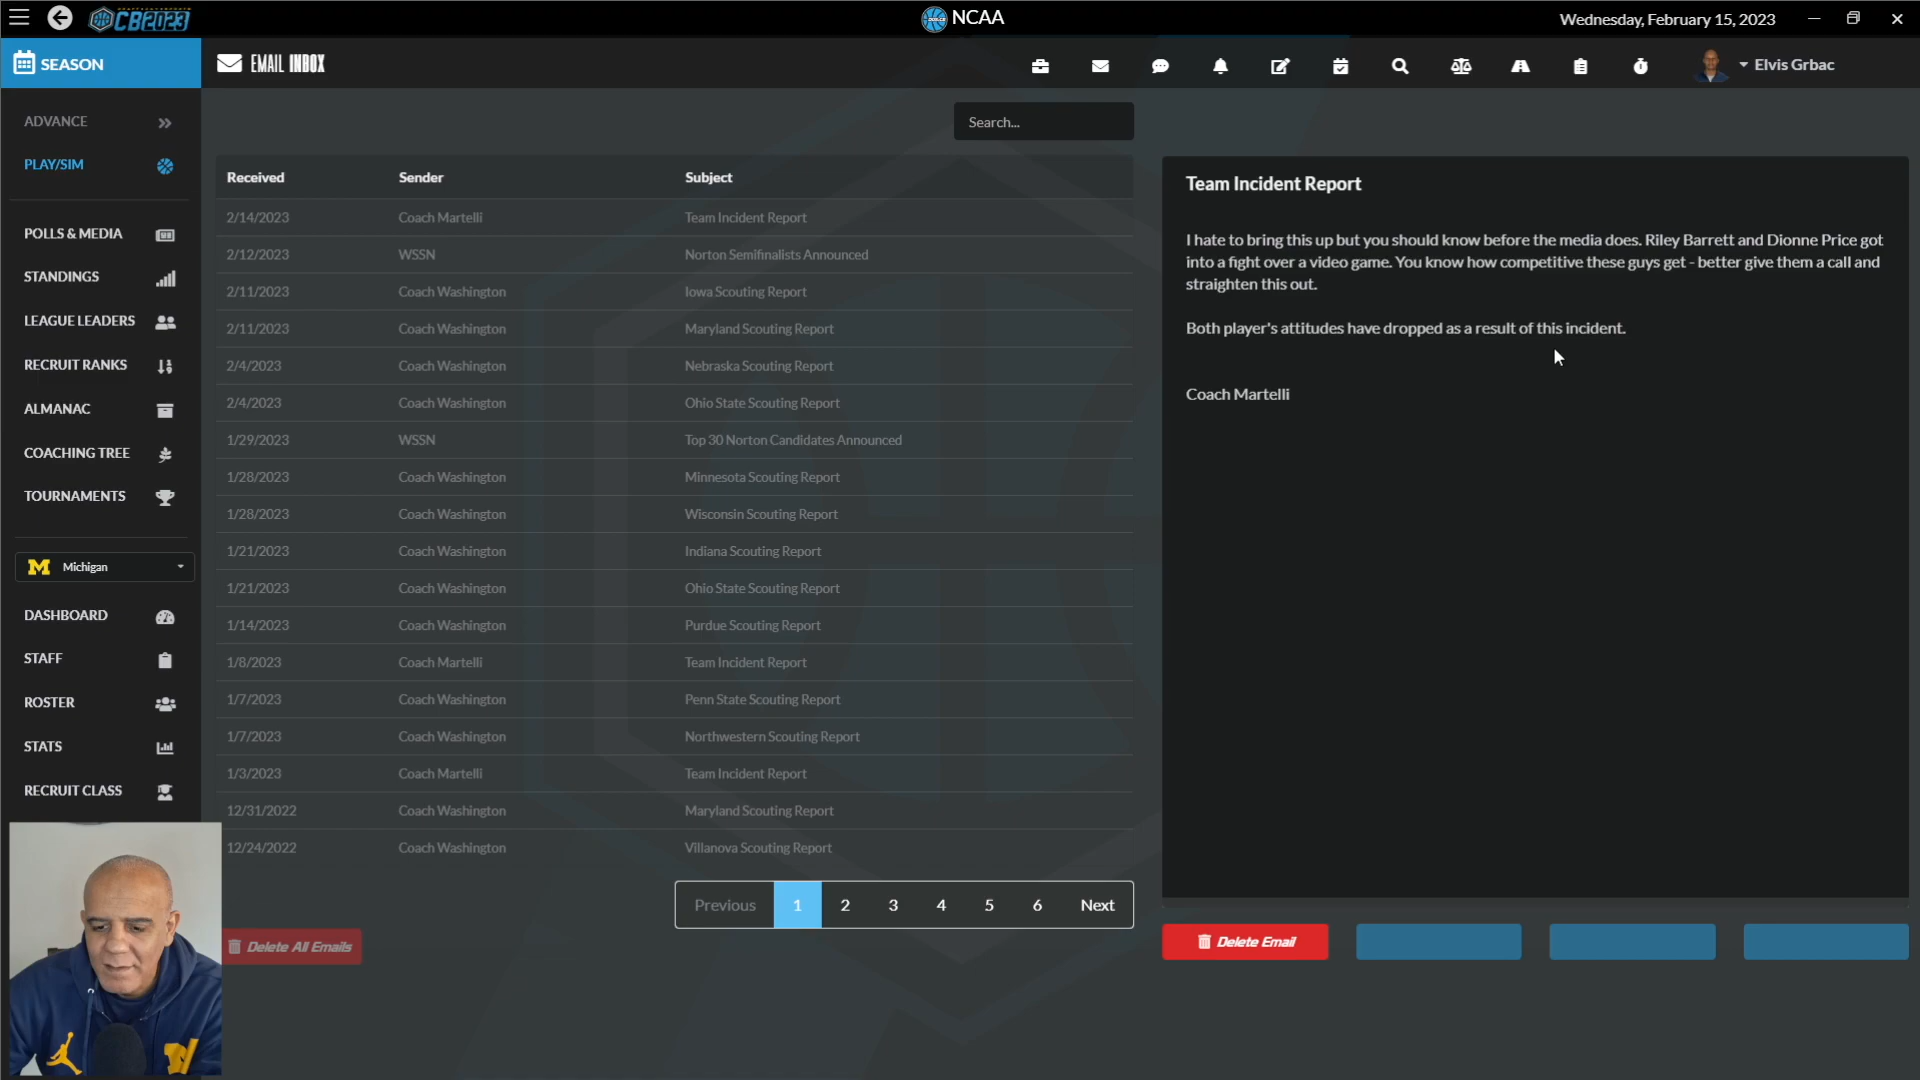 CB2023
NCAA
Wednesday, February 15, 2023
SEASON
EMAIL INBOX
Elvis Grbac
ADVANCE
PLAY/SIM
POLLS & MEDIA
STANDINGS
LEAGUE LEADERS
RECRUIT RANKS
ALMANAC
COACHING TREE
TOURNAMENTS
Michigan
DASHBOARD
STAFF
ROSTER
STATS
RECRUIT CLASS
Search...
Received Sender Subject
2/14/2023 Coach Martelli Team Incident Report
2/12/2023 WSSN Norton Semifinalists Announced
2/11/2023 Coach Washington Iowa Scouting Report
2/11/2023 Coach Washington Maryland Scouting Report
2/4/2023 Coach Washington Nebraska Scouting Report
2/4/2023 Coach Washington Ohio State Scouting Report
1/29/2023 WSSN Top 30 Norton Candidates Announced
1/28/2023 Coach Washington Minnesota Scouting Report
1/28/2023 Coach Washington Wisconsin Scouting Report
1/21/2023 Coach Washington Indiana Scouting Report
1/21/2023 Coach Washington Ohio State Scouting Report
1/14/2023 Coach Washington Purdue Scouting Report
1/8/2023 Coach Martelli Team Incident Report
1/7/2023 Coach Washington Penn State Scouting Report
1/7/2023 Coach Washington Northwestern Scouting Report
1/3/2023 Coach Martelli Team Incident Report
12/31/2022 Coach Washington Maryland Scouting Report
12/24/2022 Coach Washington Villanova Scouting Report
Previous 1 2 3 4 5 6 Next
Delete All Emails
Team Incident Report
I hate to bring this up but you should know before the media does. Riley Barrett and Dionne Price got
into a fight over a video game. You know how competitive these guys get - better give them a call and
straighten this out.
Both player's attitudes have dropped as a result of this incident.
Coach Martelli
Delete Email